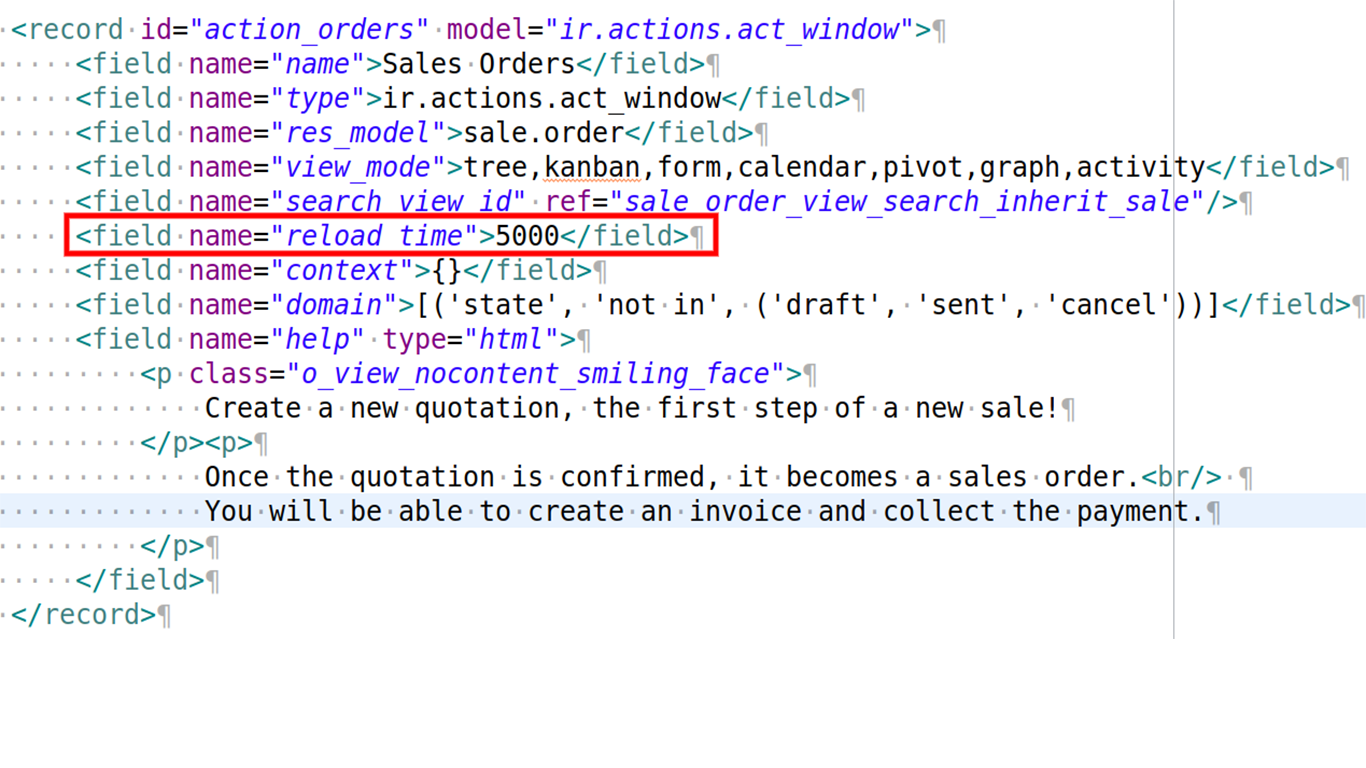 <record id="action_orders" model="ir.actions.act_window">¶
<field name="name">Sales Orders</field>¶
<field name="type">ir.actions.act_window</field>¶
<field name="res_model">sale.order</field>¶
<field name="view_mode">tree,kanban,form,calendar,pivot,graph,activity</field>¶
<field name="search_view_id" ref="sale_order_view_search_inherit_sale"/>¶
<field name="reload_time">5000</field>¶
<field name="context">{}</field>¶
<field name="domain">[('state', 'not in', ('draft', 'sent', 'cancel'))]</field>¶
<field name="help" type="html">¶
<p class="o_view_nocontent_smiling_face">¶
Create a new quotation, the first step of a new sale!¶
</p><p>¶
Once the quotation is confirmed, it becomes a sales order.<br/> ¶
You will be able to create an invoice and collect the payment.¶
</p>¶
</field>¶
</record>¶